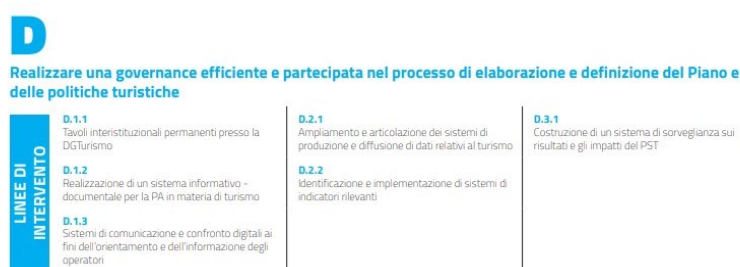 D
Realizzare una governance efficiente e partecipata nel processo di elaborazione e definizione del Piano e
delle politiche turistiche
LINEE DI
INTERVENTO
D.1.1
Tavoli interistituzionali permanenti presso la
DGTurismo
D.1.2
Realizzazione di un sistema informativo -
documentale per la PA in materia di turismo
D.1.3
Sistemi di comunicazione e confronto digitali ai
fini dell'orientamento e dell'informazione degli
operatori
D.2.1
Ampliamento e articolazione dei sistemi di
produzione e diffusione di dati relativi al turismo
D.2.2
Identificazione e implementazione di sistemi di
indicatori rilevanti
D.3.1
Costruzione di un sistema di sorveglianza sui
risultati e gli impatti del PST